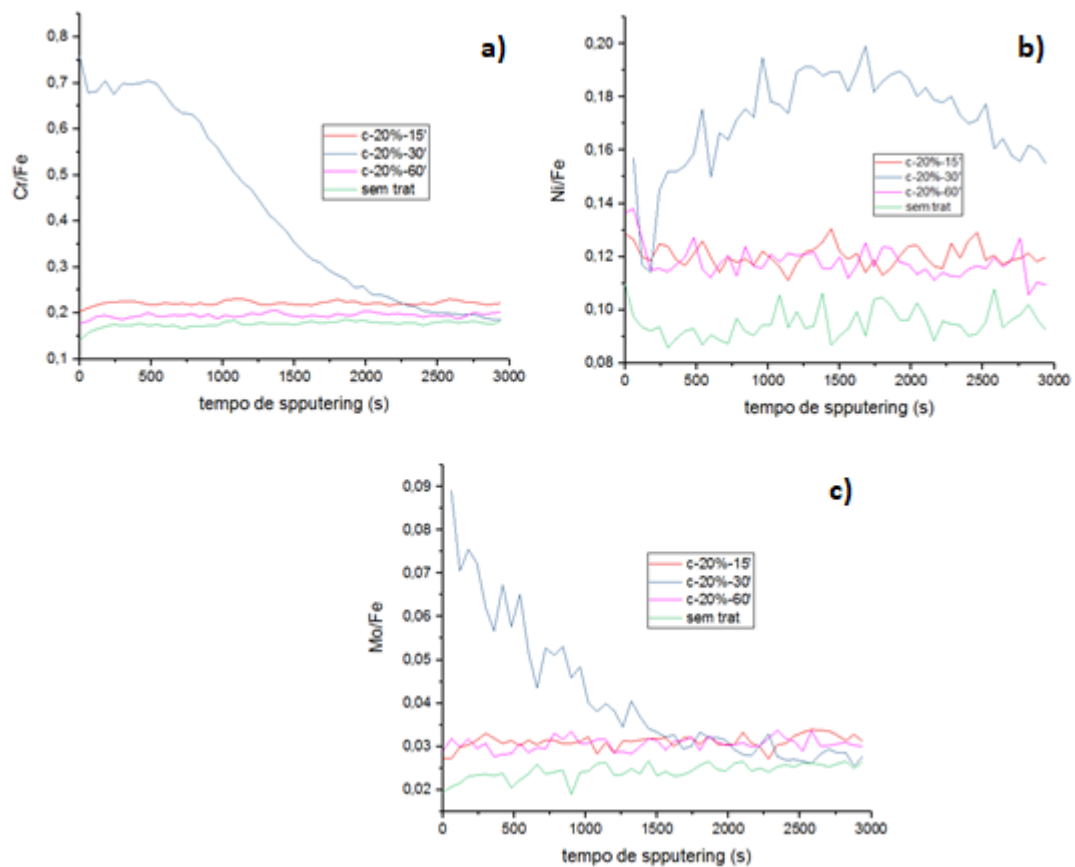 a)
0,8
0,7
0,6
0,5
0,4
0,3
0,2
0,1
Cr/Fe
c-20%-15'
c-20%-30'
c-20%-60'
sem trat
0 500 1000 1500 2000 2500 3000
tempo de spputering (s)
b)
0,20
0,18
0,16
0,14
0,12
0,10
0,08
Ni/Fe
c-20%-15'
c-20%-30'
c-20%-60'
sem trat
0 500 1000 1500 2000 2500 3000
tempo de spputering (s)
c)
0,09
0,08
0,07
0,06
0,05
0,04
0,03
0,02
Mo/Fe
c-20%-15'
c-20%-30'
c-20%-60'
sem trat
0 500 1000 1500 2000 2500 3000
tempo de spputering (s)